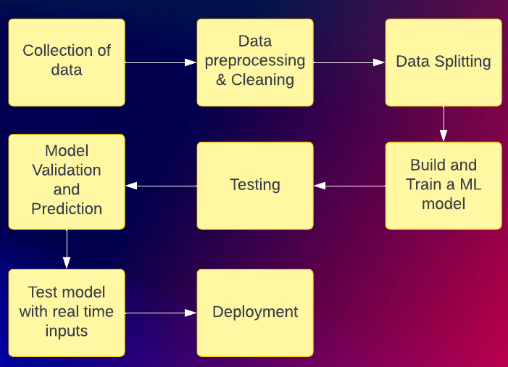 Collection of
data
Data
preprocessing
& Cleaning
Data Splitting
Build and
Train a ML
model
Testing
Model
Validation
and
Prediction
Test model
with real time
inputs
Deployment